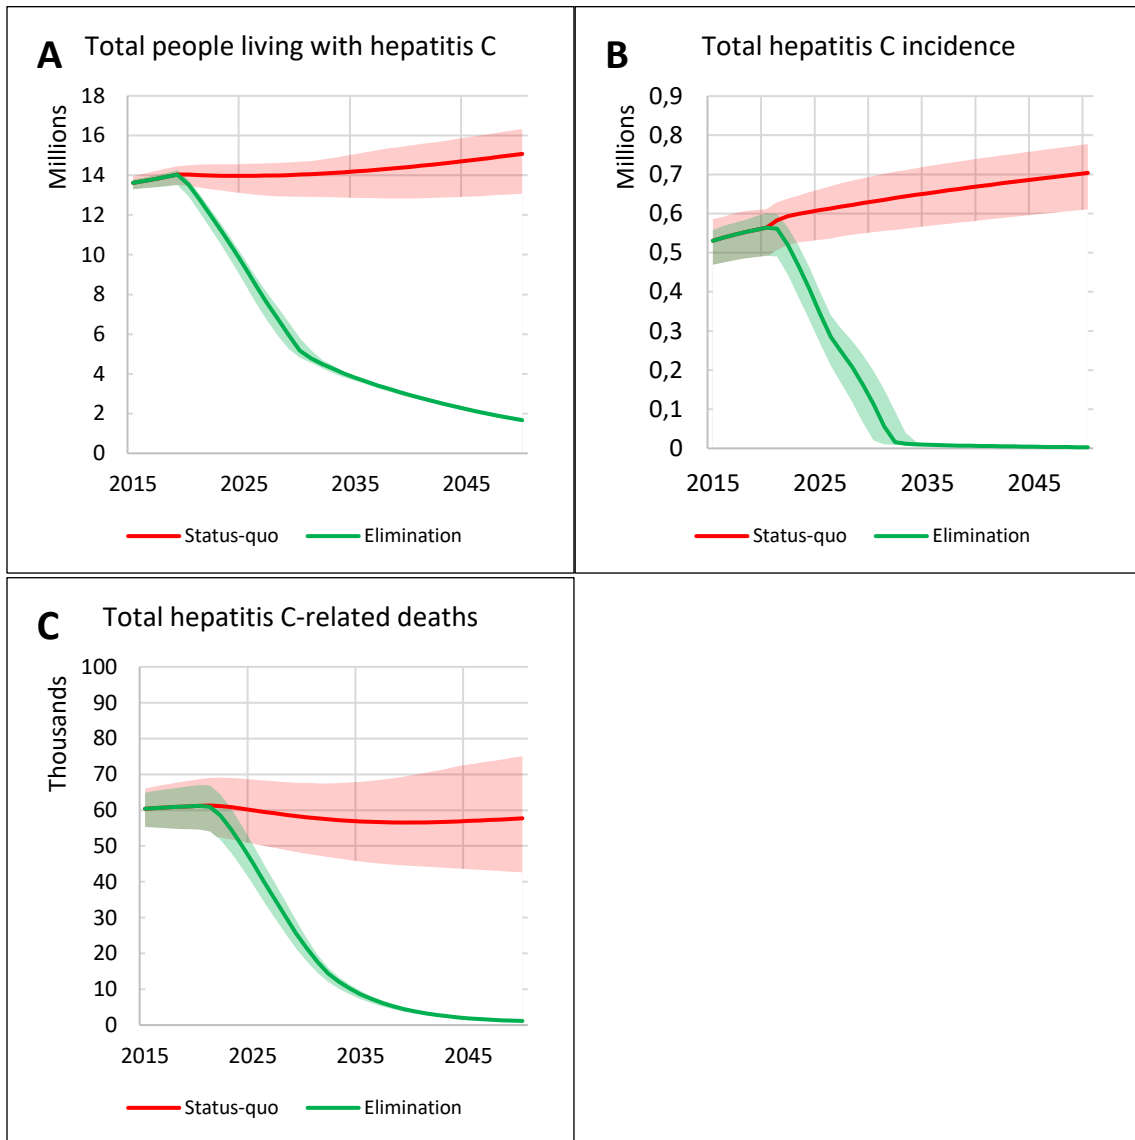 A Total people living with hepatitis C
Millions
18
16
14
12
10
8
6
4
2
0
2015 2025 2035 2045
Status-quo Elimination
B Total hepatitis C incidence
Millions
0,9
0,8
0,7
0,6
0,5
0,4
0,3
0,2
0,1
0
2015 2025 2035 2045
Status-quo Elimination
C Total hepatitis C-related deaths
Thousands
100
90
80
70
60
50
40
30
20
10
0
2015 2025 2035 2045
Status-quo Elimination